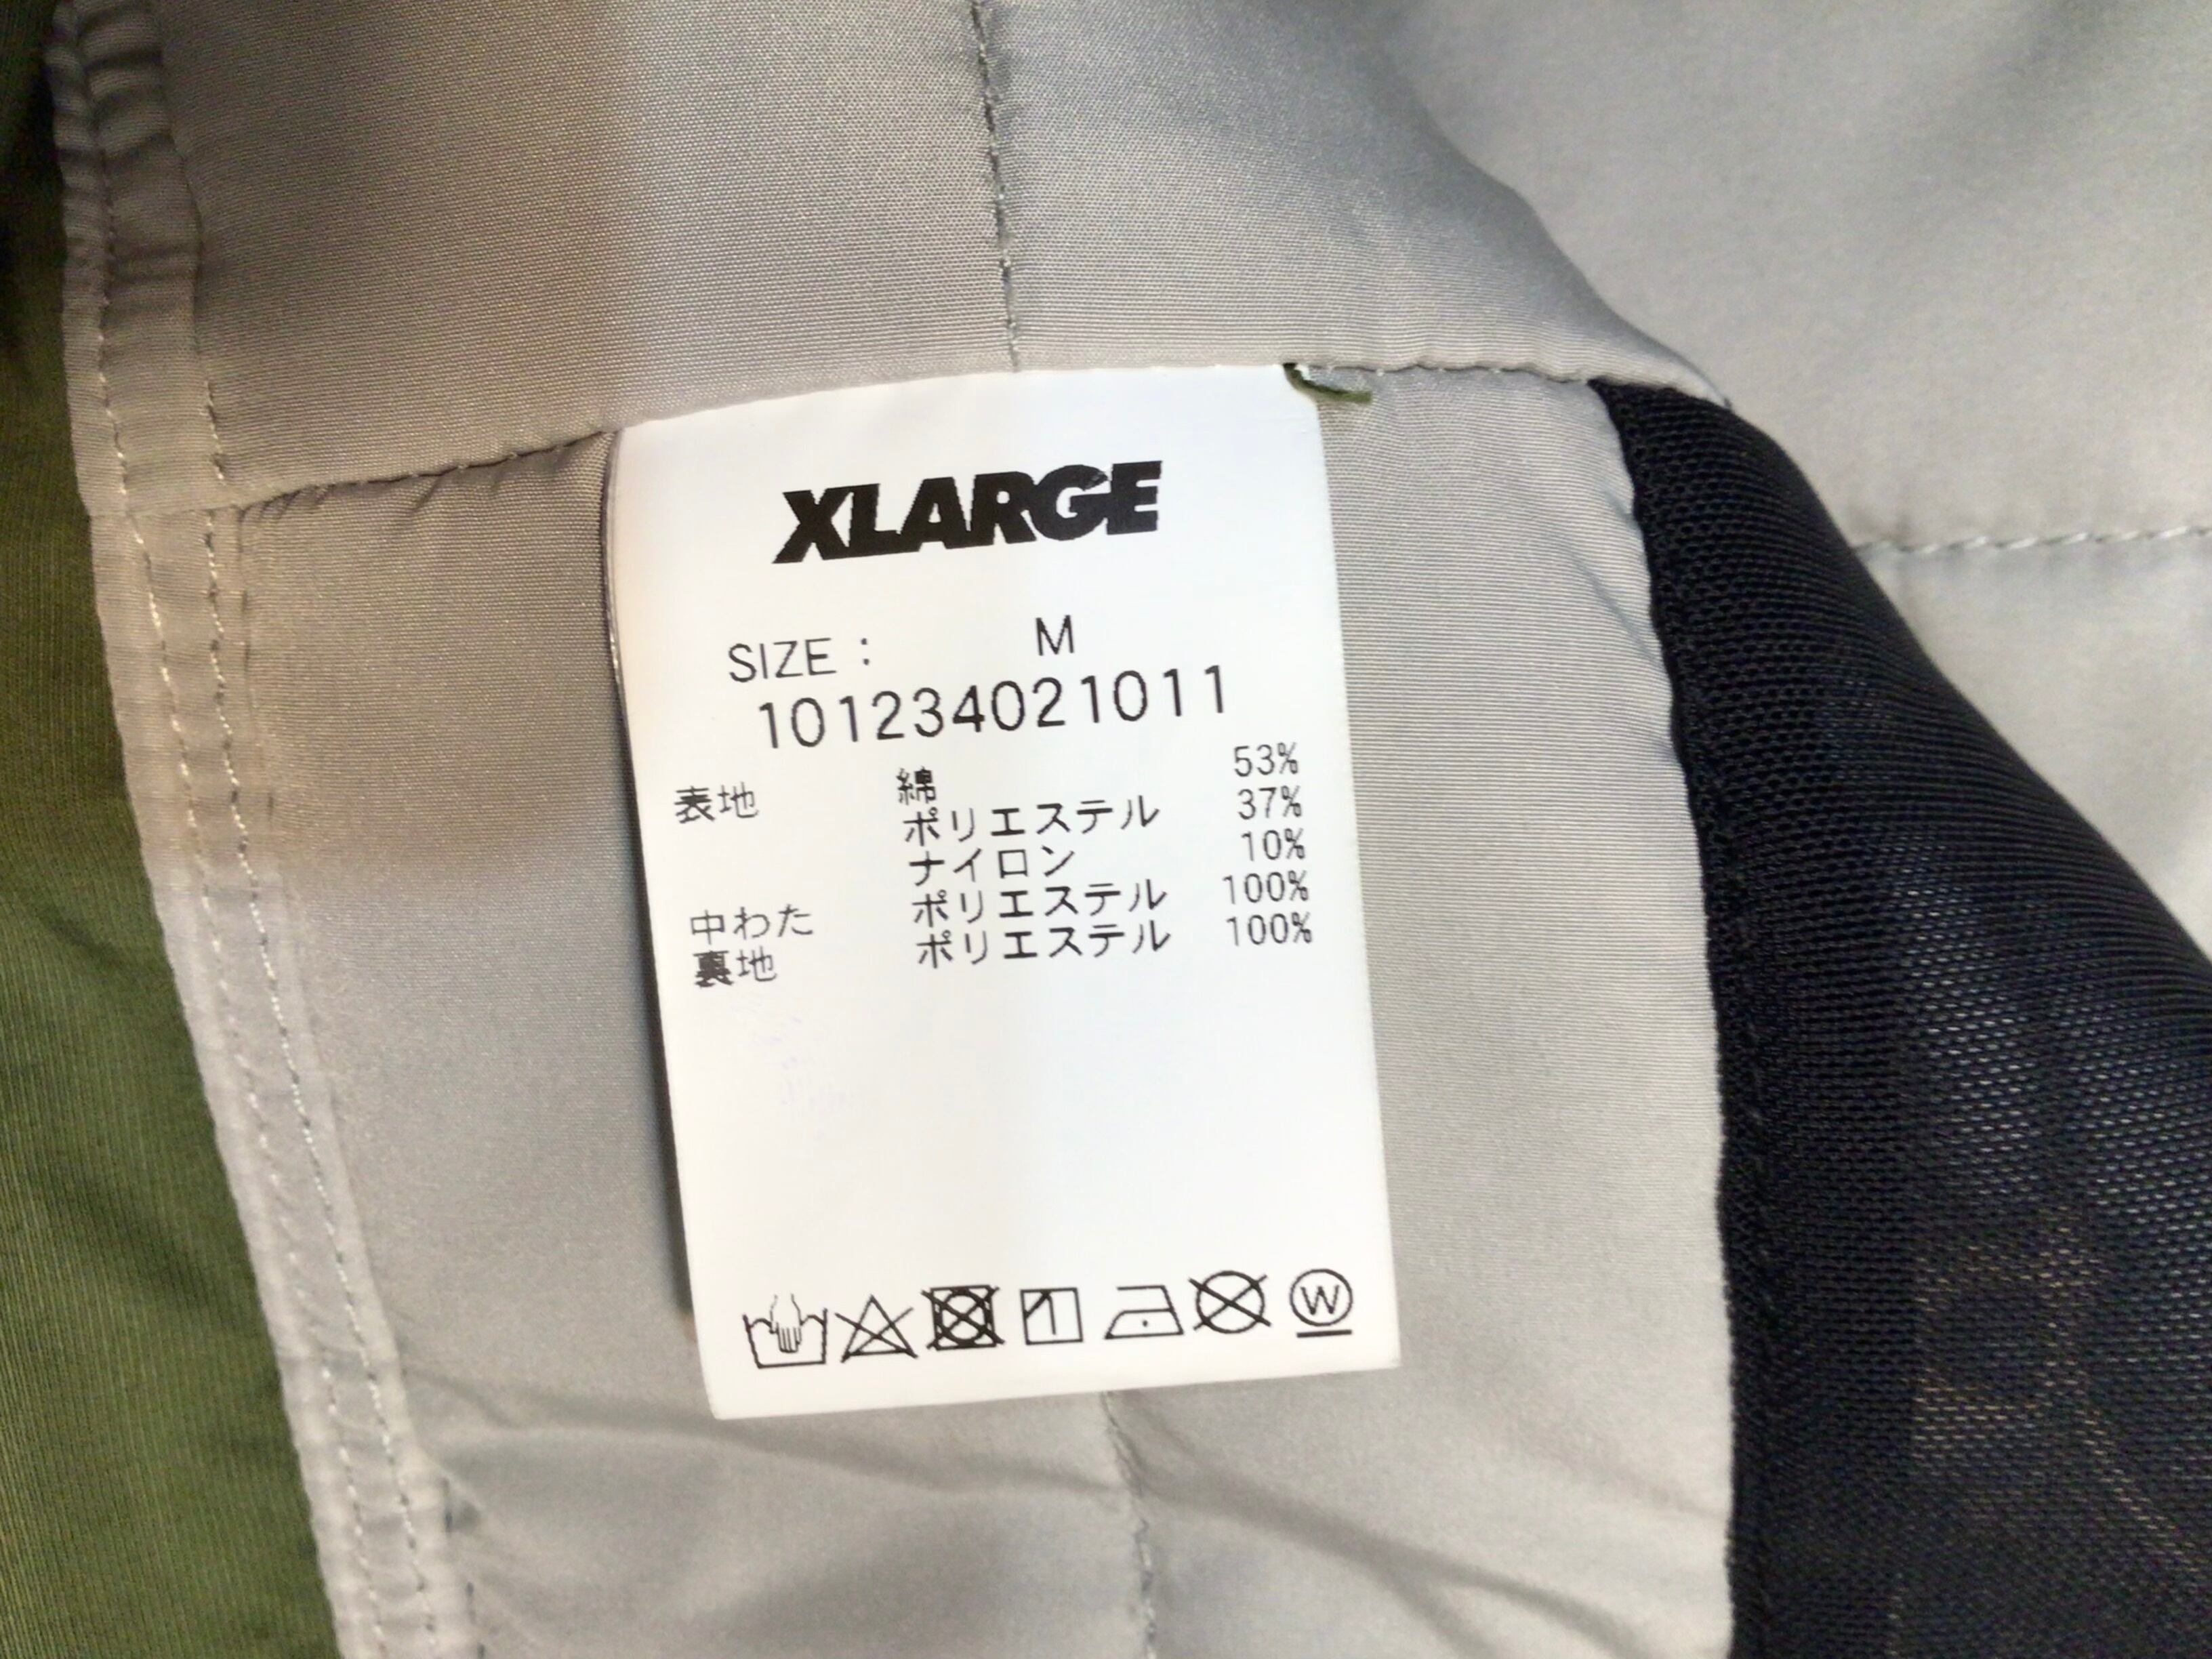 XLARGE
SIZE : M
101234021011
表地 綿 53%
ポリエステル 37%
ナイロン 10%
中わた ポリエステル 100%
裏地 ポリエステル 100%
W